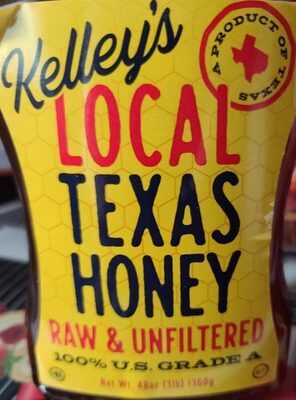 Kelley's
A PRODUCT OF TEXAS
LOCAL
TEXAS
HONEY
RAW & UNFILTERED
100% U.S. GRADE A
Net Wt. 48oz (3lb) 1360g